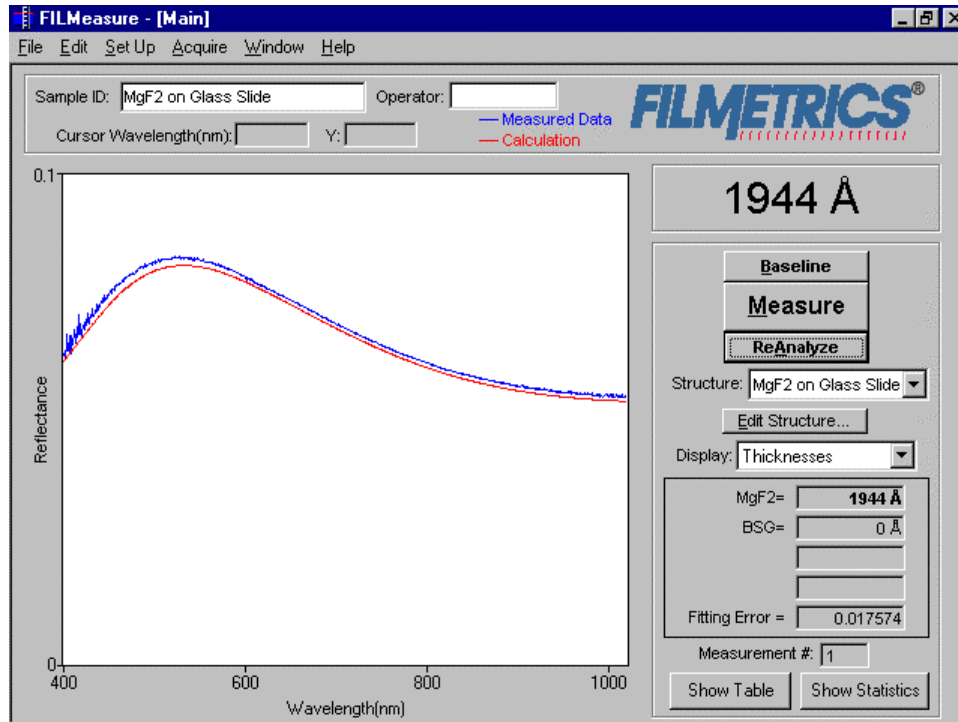 FILMeasure - [Main]
File Edit Set Up Acquire Window Help
Sample ID: MgF2 on Glass Slide Operator:
Cursor Wavelength(nm): Y:
Measured Data
Calculation
FILMETRICS®
1944 Å
Baseline
Measure
ReAnalyze
Structure: MgF2 on Glass Slide
Edit Structure...
Display: Thicknesses
MgF2= 1944 Å
BSG= 0 Å
Fitting Error = 0.017574
Measurement #: 1
Show Table Show Statistics
0.1
Reflectance
0
400 600 800 1000
Wavelength(nm)